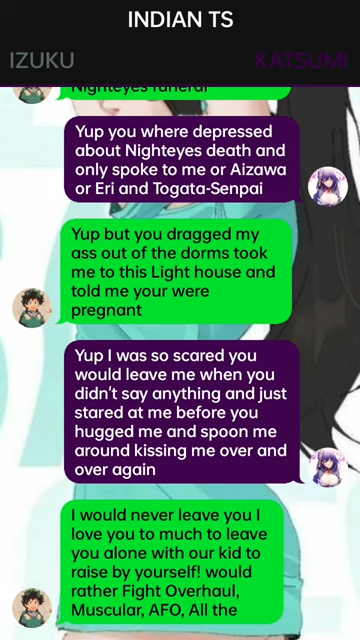 INDIAN TS
IZUKU
KATSUMI
Nighteyes funeral
Yup you where depressed
about Nighteyes death and
only spoke to me or Aizawa
or Eri and Togata-Senpai
Yup but you dragged my
ass out of the dorms took
me to this Light house and
told me your were
pregnant
Yup I was so scared you
would leave me when you
didn't say anything and just
stared at me before you
hugged me and spoon me
around kissing me over and
over again
I would never leave you I
love you to much to leave
you alone with our kid to
raise by yourself! would
rather Fight Overhaul,
Muscular, AFO, All the